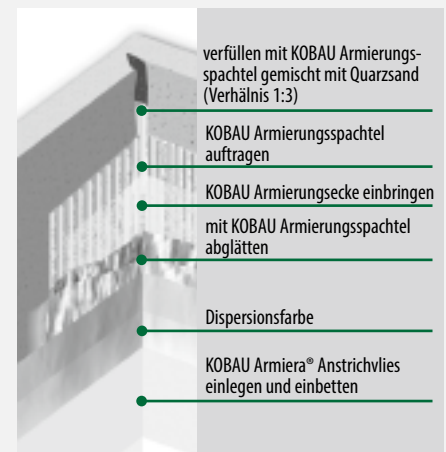 verfüllen mit KOBAU Armierungs-
spachtel gemischt mit Quarzsand
(Verhälnis 1:3)
KOBAU Armierungsspachtel
auftragen
KOBAU Armierungsecke einbringen
mit KOBAU Armierungsspachtel
abglätten
Dispersionsfarbe
KOBAU Armiera® Anstrichvlies
einlegen und einbetten